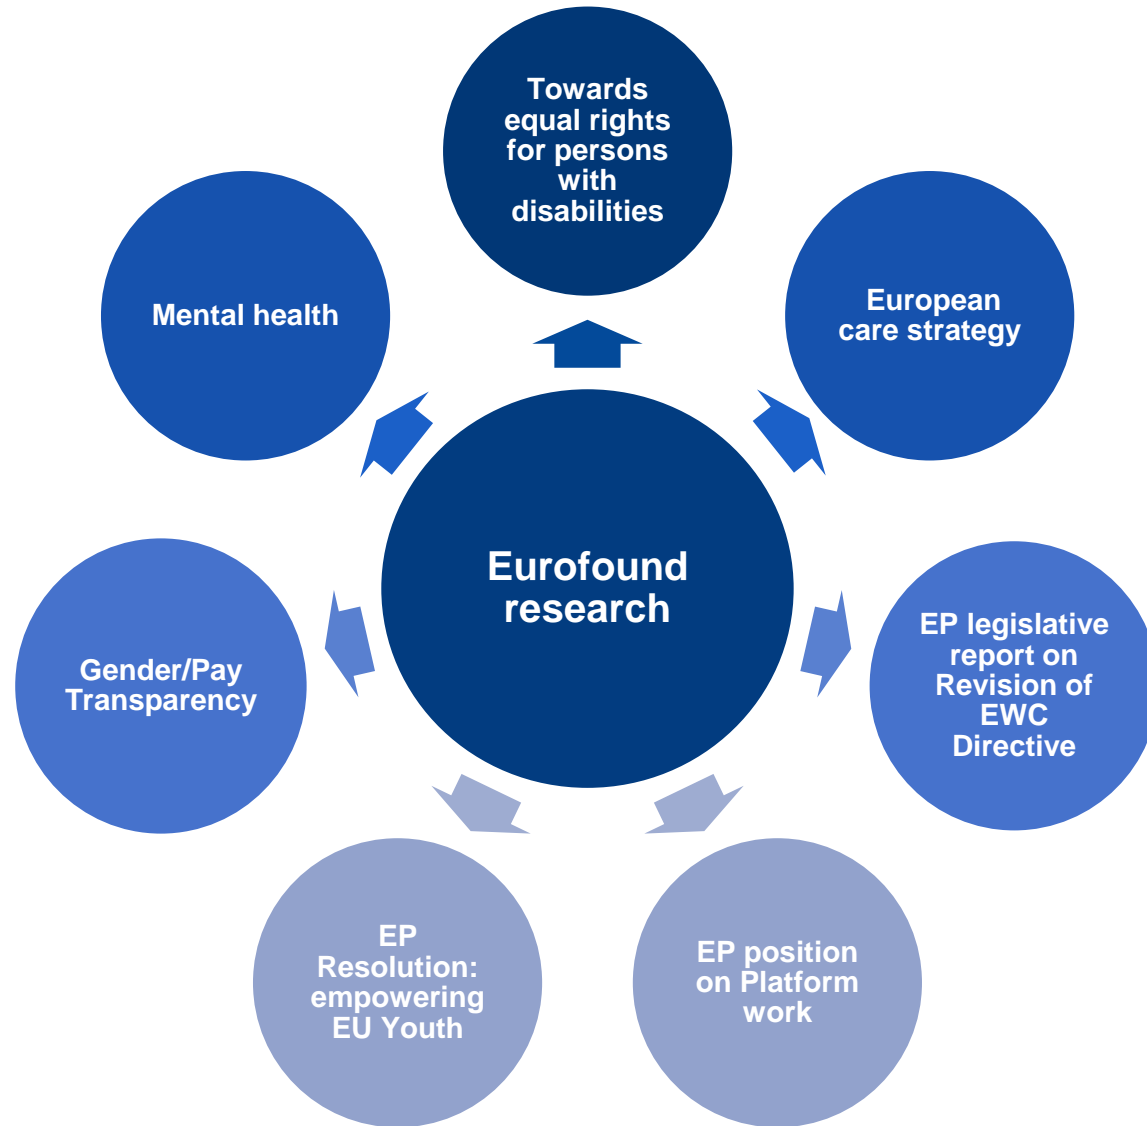 Towards
equal rights
for persons
with
disabilities
Mental health
European
care strategy
Eurofound
research
Gender/Pay
Transparency
EP legislative
report on
Revision of
EWC
Directive
EP
Resolution:
empowering
EU Youth
EP position
on Platform
work